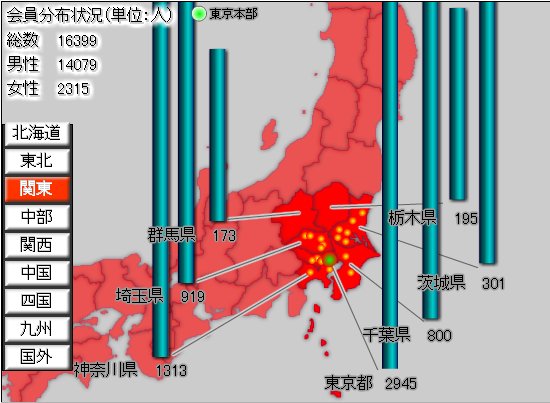 会員分布状況(単位:人)
東京本部
総数 16399
男性 14079
女性 2315
北海道
東北
関東
中部
関西
中国
四国
九州
国外
栃木県 195
群馬県 173
茨城県 301
埼玉県 919
千葉県 800
神奈川県 1313
東京都 2945